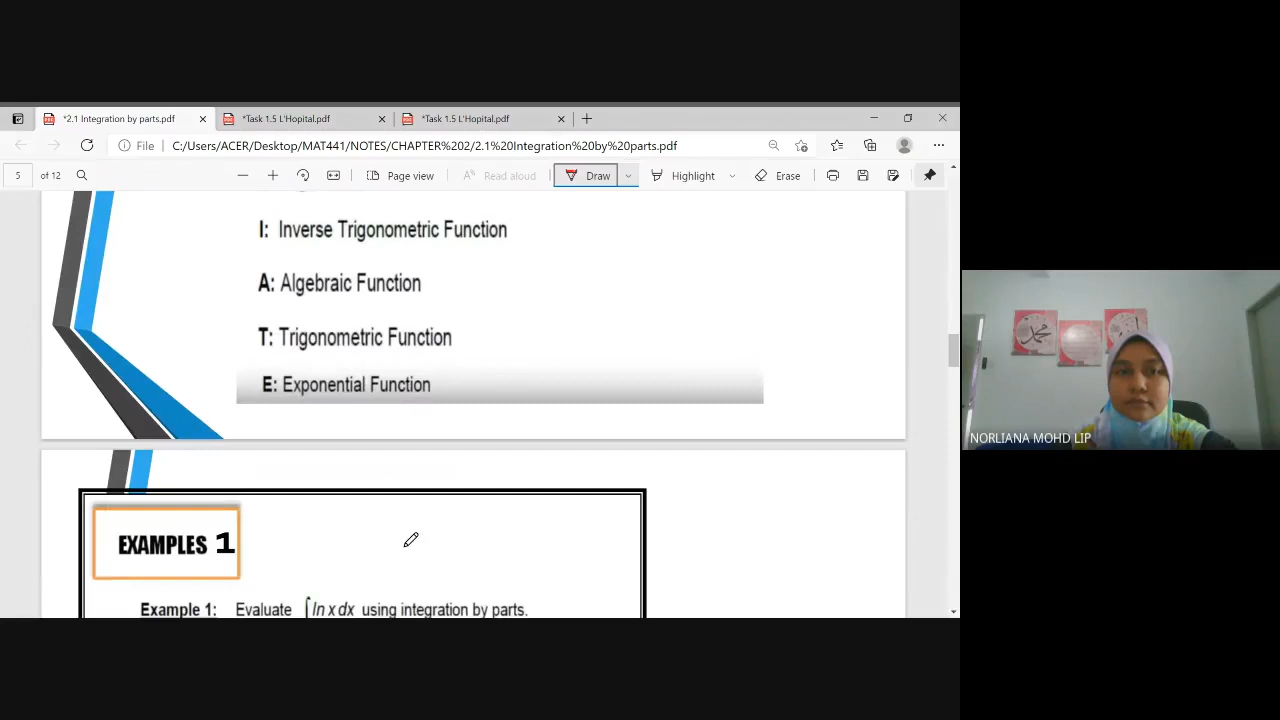 *2.1 Integration by parts.pdf
*Task 1.5 L'Hopital.pdf
*Task 1.5 L'Hopital.pdf
File C:/Users/ACER/Desktop/MAT441/NOTES/CHAPTER%202/2.1%20Integration%20by%20parts.pdf
5 of 12 Page view Read aloud Draw Highlight Erase
I: Inverse Trigonometric Function
A: Algebraic Function
T: Trigonometric Function
E: Exponential Function
EXAMPLES 1
Example 1: Evaluate ∫ ln x dx using integration by parts.
NORLIANA MOHD LIP